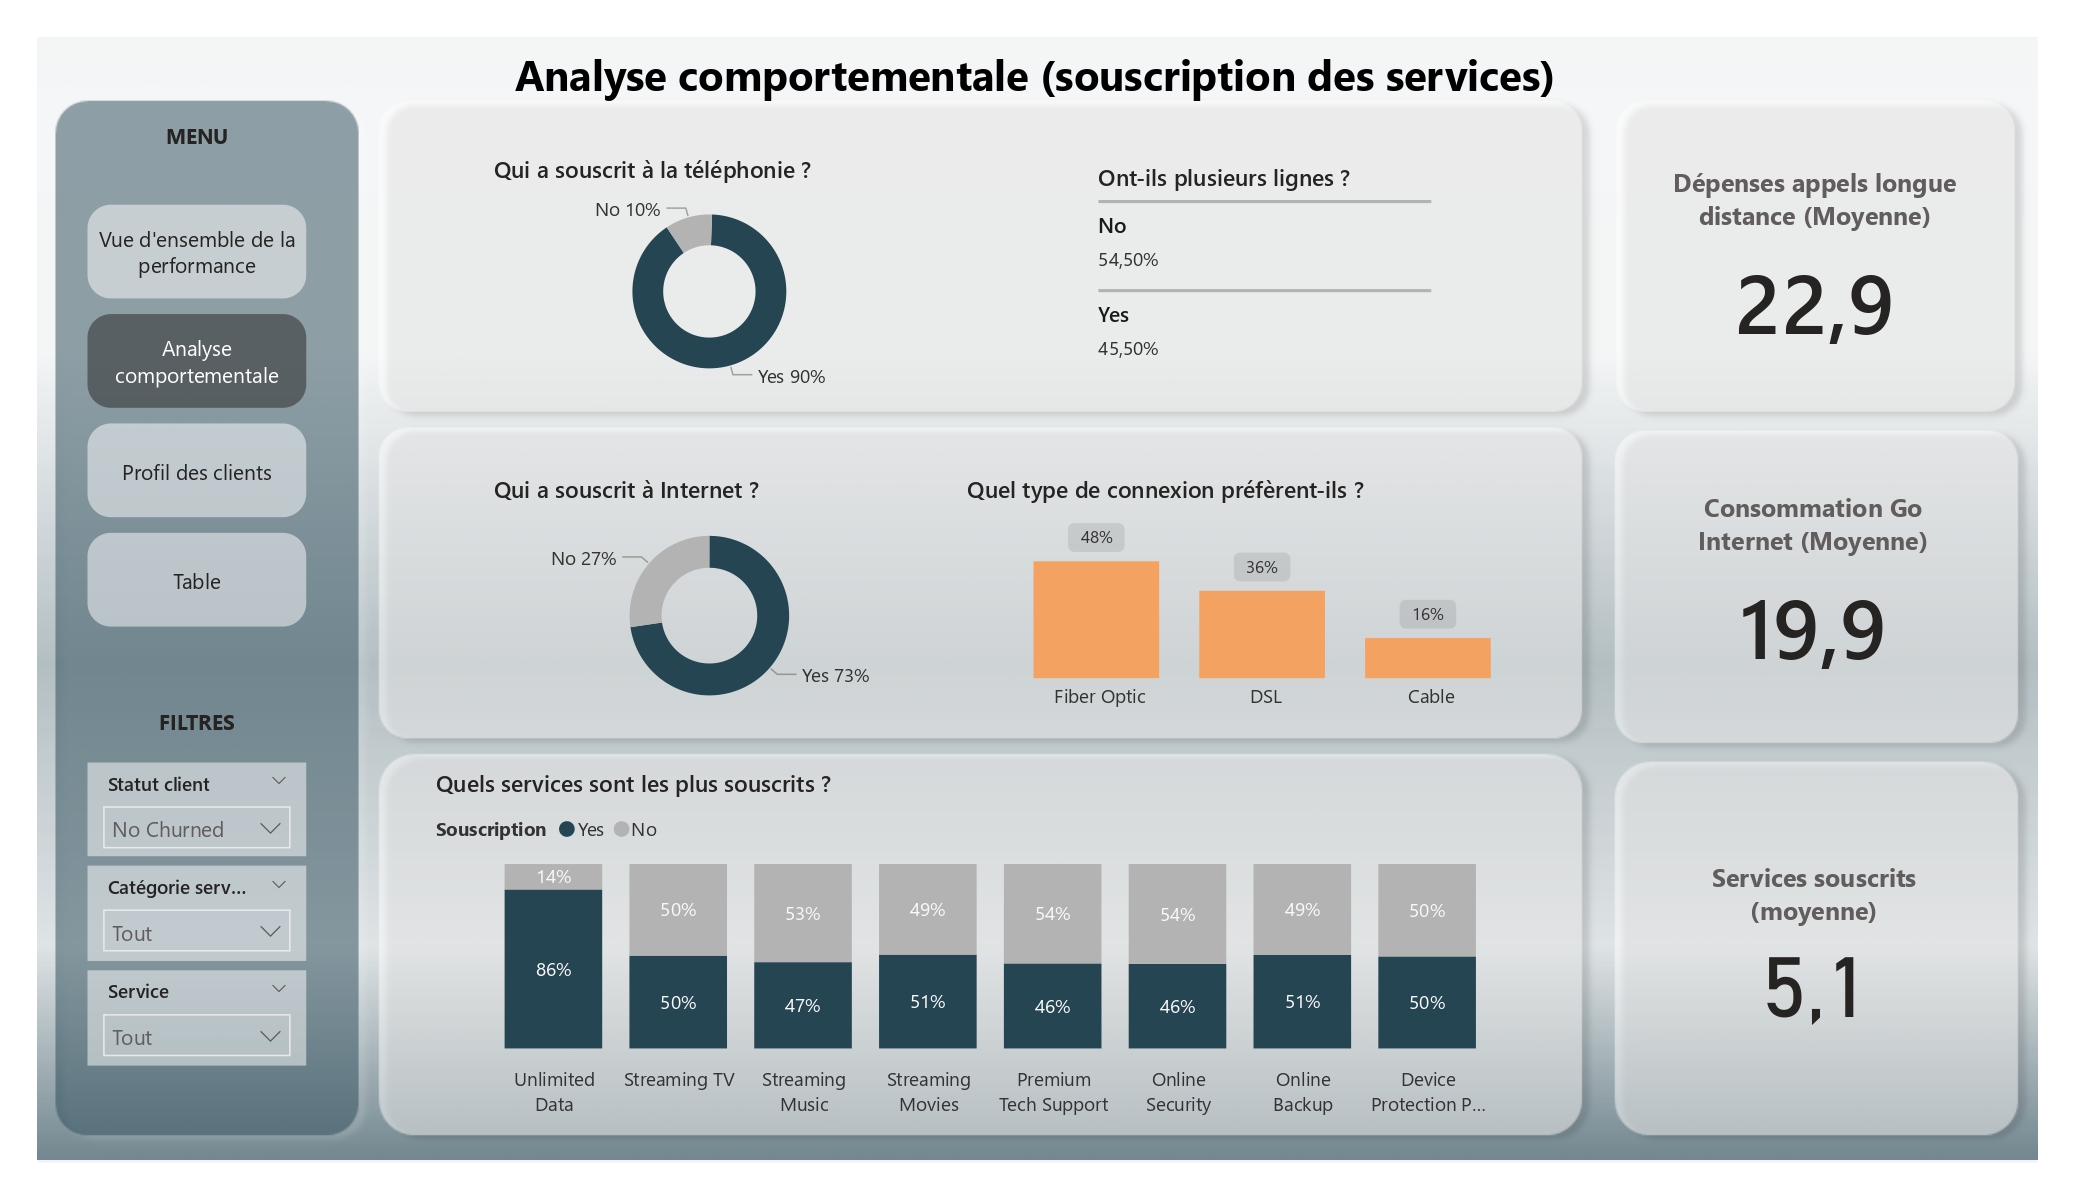 Analyse comportementale (souscription des services)
MENU
Vue d'ensemble de la
performance
Analyse
comportementale
Profil des clients
Table
FILTRES
Statut client
No Churned
Catégorie serv...
Tout
Service
Tout
Qui a souscrit à la téléphonie ?
No 10%
Yes 90%
Ont-ils plusieurs lignes ?
No
54,50%
Yes
45,50%
Dépenses appels longue
distance (Moyenne)
22,9
Qui a souscrit à Internet ?
No 27%
Yes 73%
Quel type de connexion préfèrent-ils ?
48%
36%
16%
Fiber Optic
DSL
Cable
Consommation Go
Internet (Moyenne)
19,9
Quels services sont les plus souscrits ?
Souscription Yes No
14%
50%
53%
49%
54%
54%
49%
50%
86%
50%
47%
51%
46%
46%
51%
50%
Unlimited
Data
Streaming TV
Streaming
Music
Streaming
Movies
Premium
Tech Support
Online
Security
Online
Backup
Device
Protection P...
Services souscrits
(moyenne)
5,1